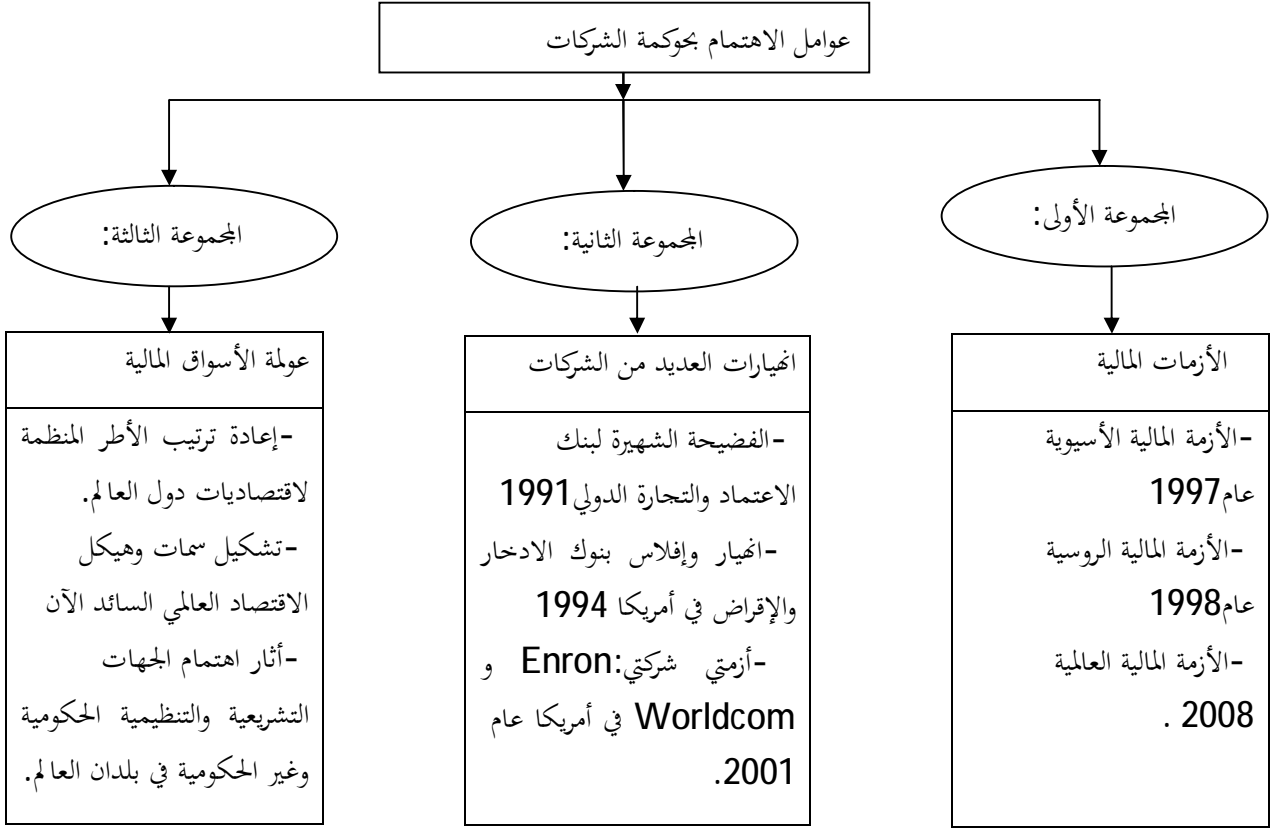 عوامل الاهتمام بحوكمة الشركات
المجموعة الأولى:
المجموعة الثانية:
المجموعة الثالثة:
الأزمات المالية
-الأزمة المالية الأسيوية
عام1997
-الأزمة المالية الروسية
عام1998
-الأزمة المالية العالمية
2008 .
انهيارات العديد من الشركات
-الفضيحة الشهيرة لبنك
الاعتماد والتجارة الدولي1991
-انهيار وإفلاس بنوك الادخار
والإقراض في أمريكا 1994
-أزمتي شركتي:Enron و
Worldcom في أمريكا عام
2001.
عولمة الأسواق المالية
-إعادة ترتيب الأطر المنظمة
لاقتصاديات دول العالم.
-تشكيل سمات وهيكل
الاقتصاد العالمي السائد الآن
-أثار اهتمام الجهات
التشريعية والتنظيمية الحكومية
وغير الحكومية في بلدان العالم.